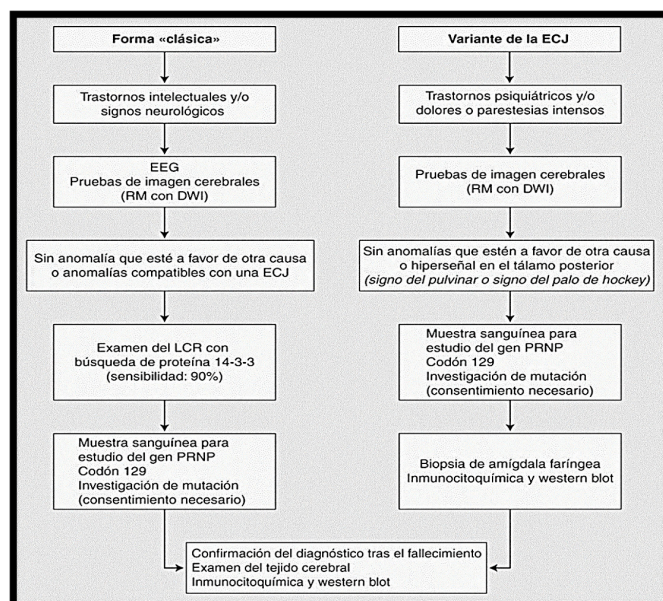 Forma «clásica»
Trastornos intelectuales y/o
signos neurológicos
EEG
Pruebas de imagen cerebrales
(RM con DWI)
Sin anomalía que esté a favor de otra causa
o anomalías compatibles con una ECJ
Examen del LCR con
búsqueda de proteína 14-3-3
(sensibilidad: 90%)
Muestra sanguínea para
estudio del gen PRNP
Codón 129
Investigación de mutación
(consentimiento necesario)
Variante de la ECJ
Trastornos psiquiátricos y/o
dolores o parestesias intensos
Pruebas de imagen cerebrales
(RM con DWI)
Sin anomalías que estén a favor de otra causa
o hiperseñal en el tálamo posterior
(signo del pulvinar o signo del palo de hockey)
Muestra sanguínea para
estudio del gen PRNP
Codón 129
Investigación de mutación
(consentimiento necesario)
Biopsia de amígdala faríngea
Inmunocitoquímica y western blot
Confirmación del diagnóstico tras el fallecimiento
Examen del tejido cerebral
Inmunocitoquímica y western blot